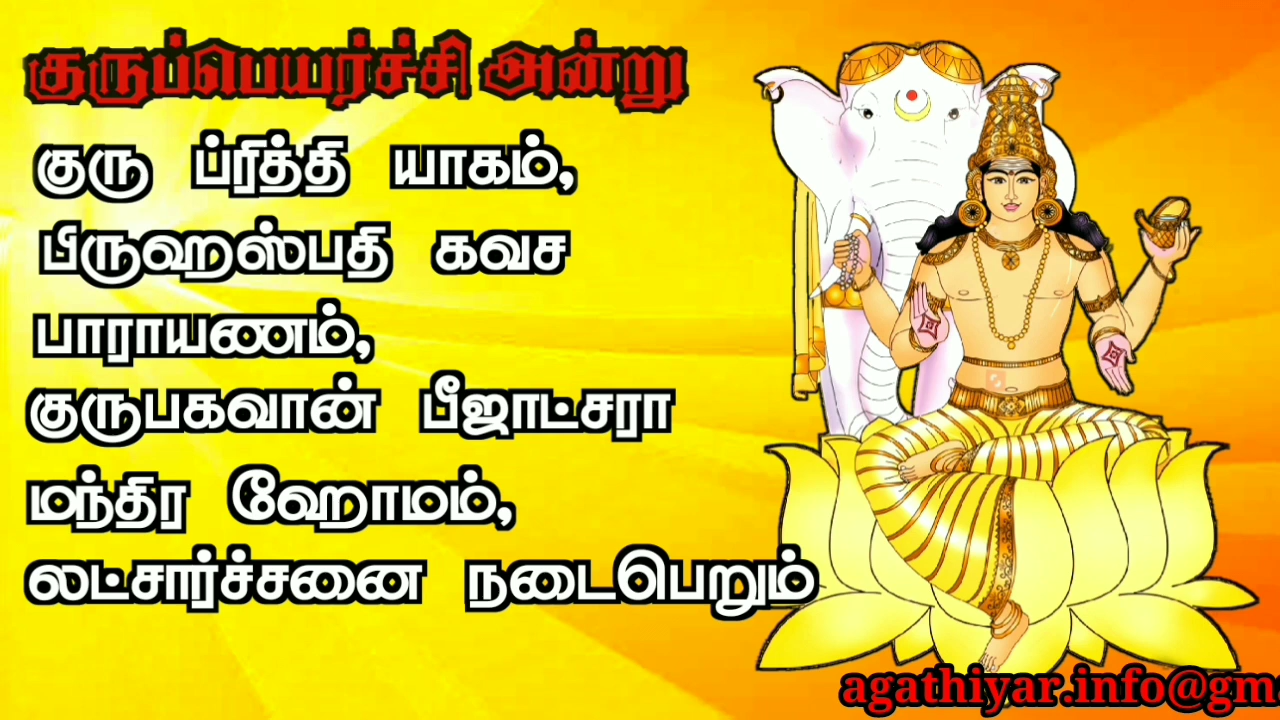 குருப்பெயர்ச்சி அன்று
குரு ப்ரித்தி யாகம்,
பிருஹஸ்பதி கவச
பாராயணம்,
குருபகவான் பீஜாட்சரா
மந்திர ஹோமம்,
லட்சார்ச்சனை நடைபெறும்
agathiyar.info@gm